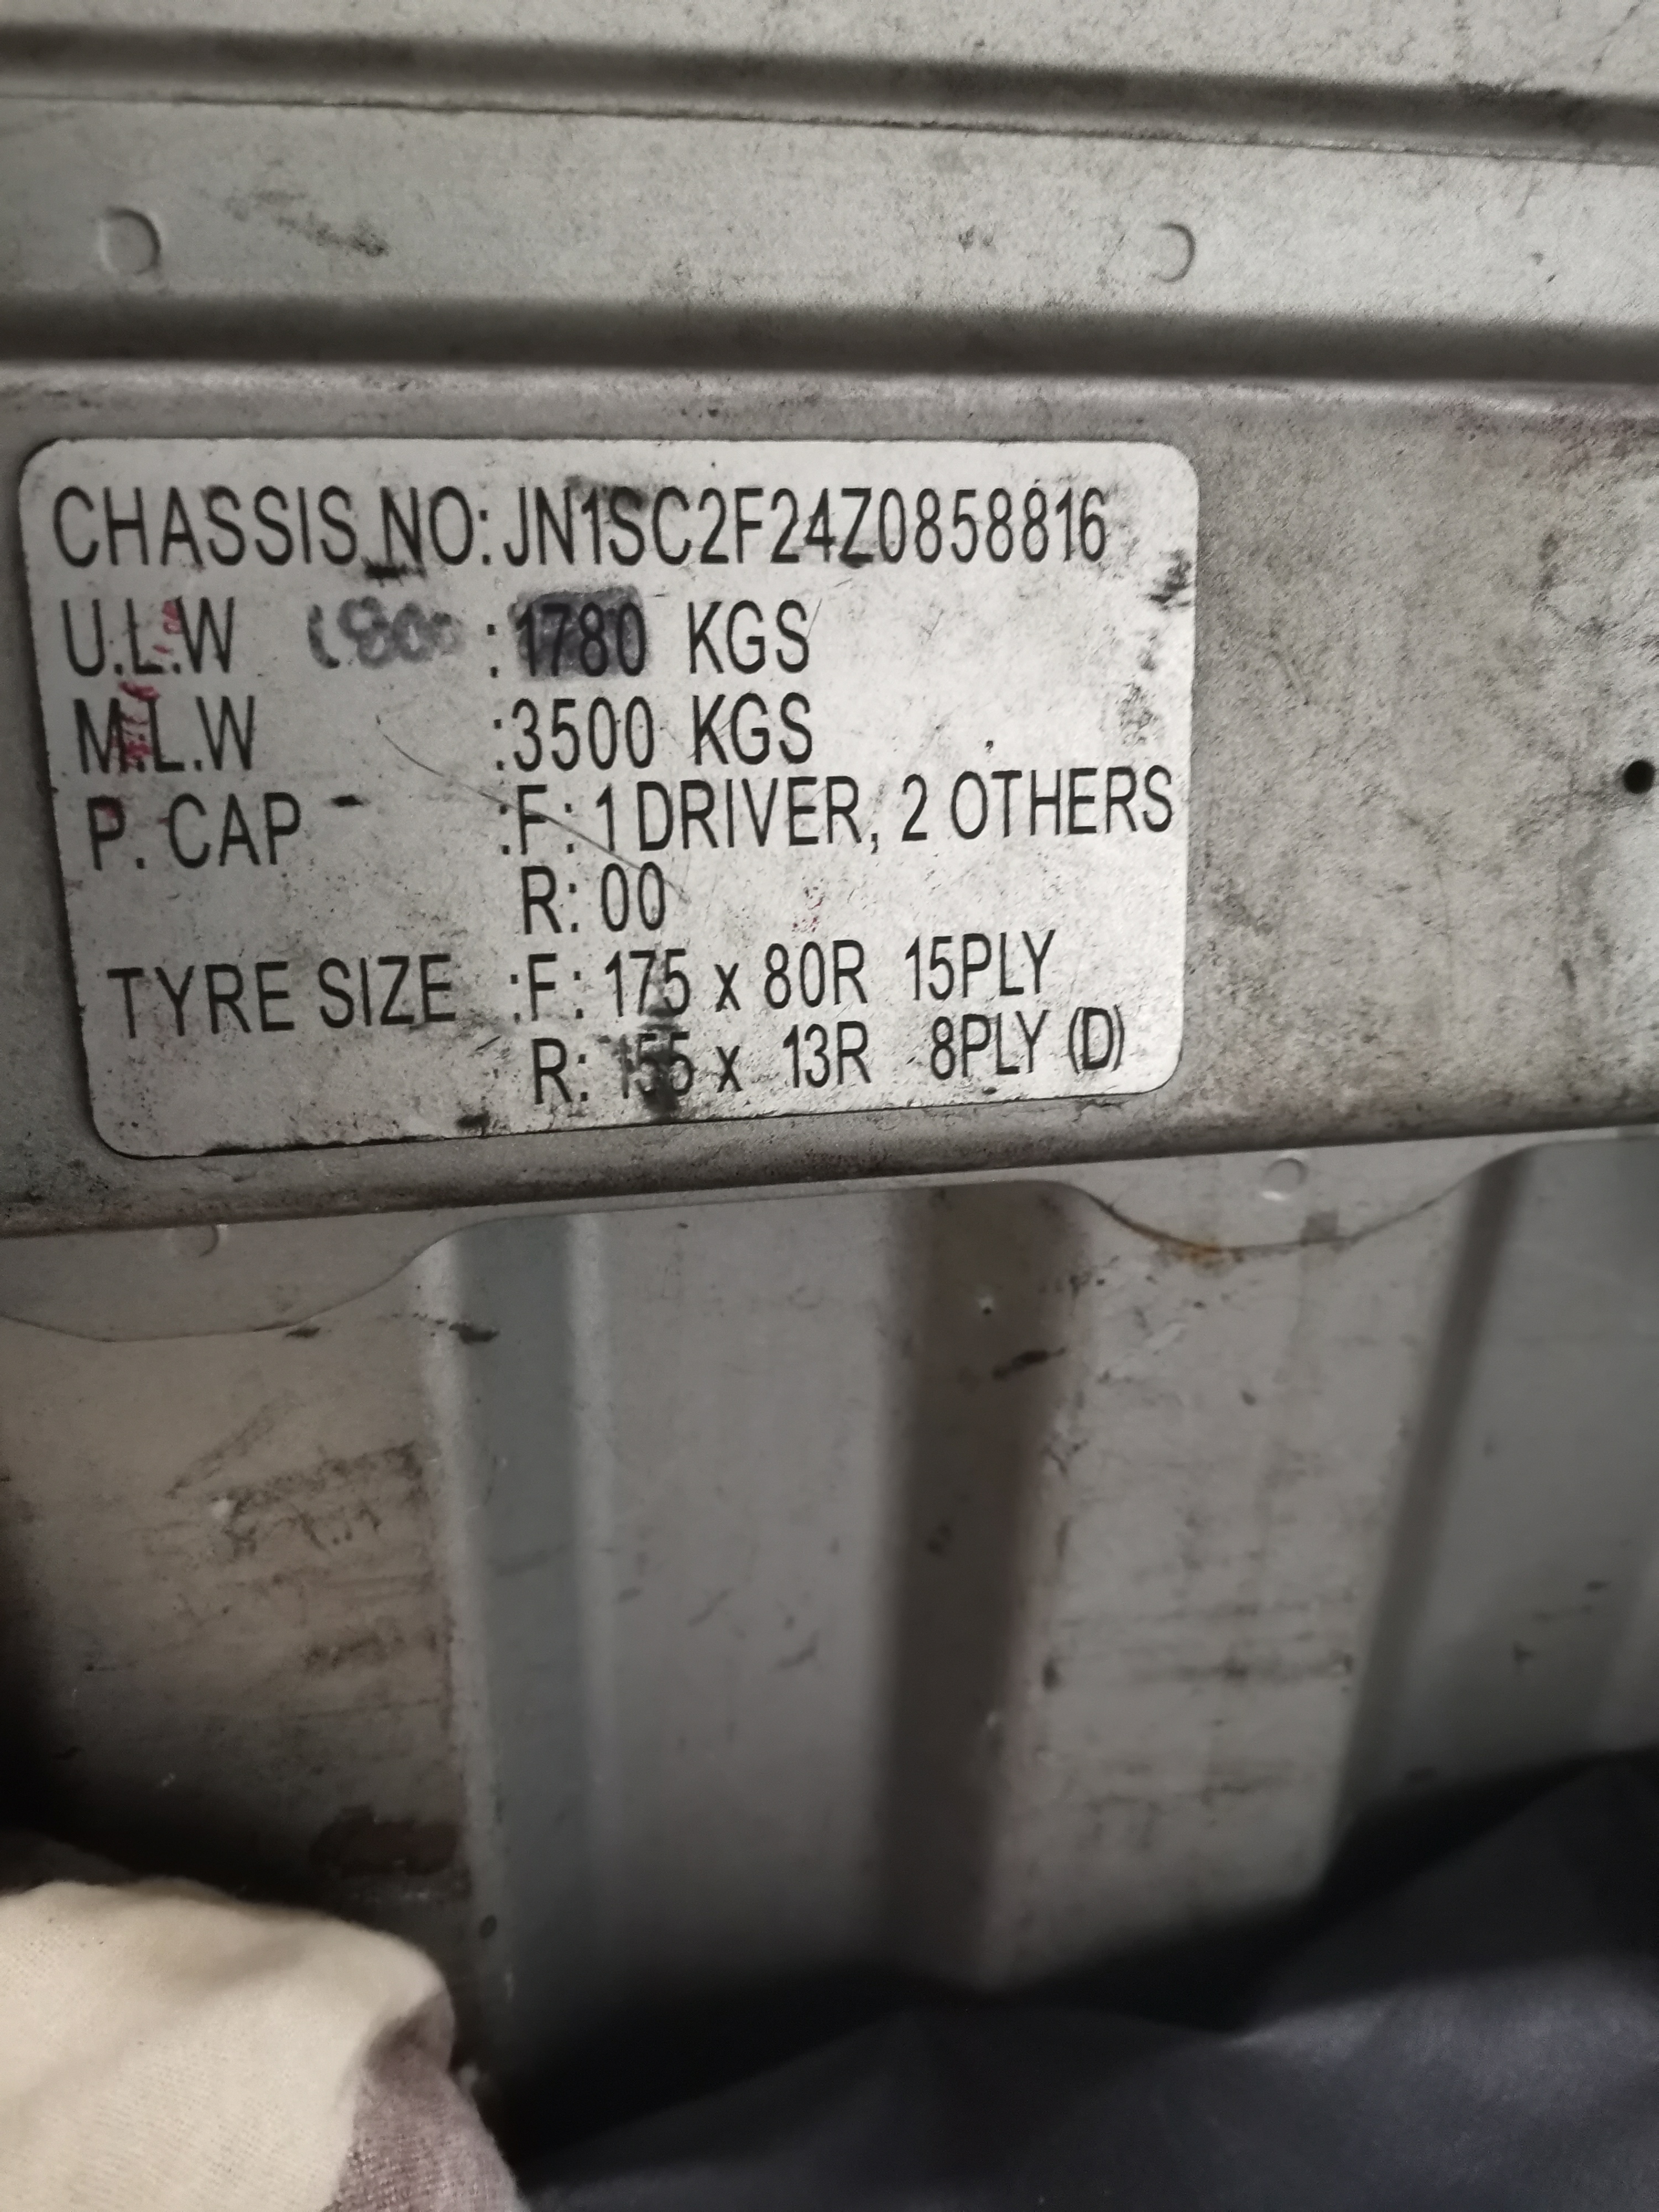 CHASSIS NO: JN1SC2F24Z0858816
U.L.W 1800 : 1780 KGS
M.L.W :3500 KGS
P. CAP :F: 1 DRIVER, 2 OTHERS
R: 00
TYRE SIZE :F: 175 x 80R 15PLY
R: 155 x 13R 8PLY (D)